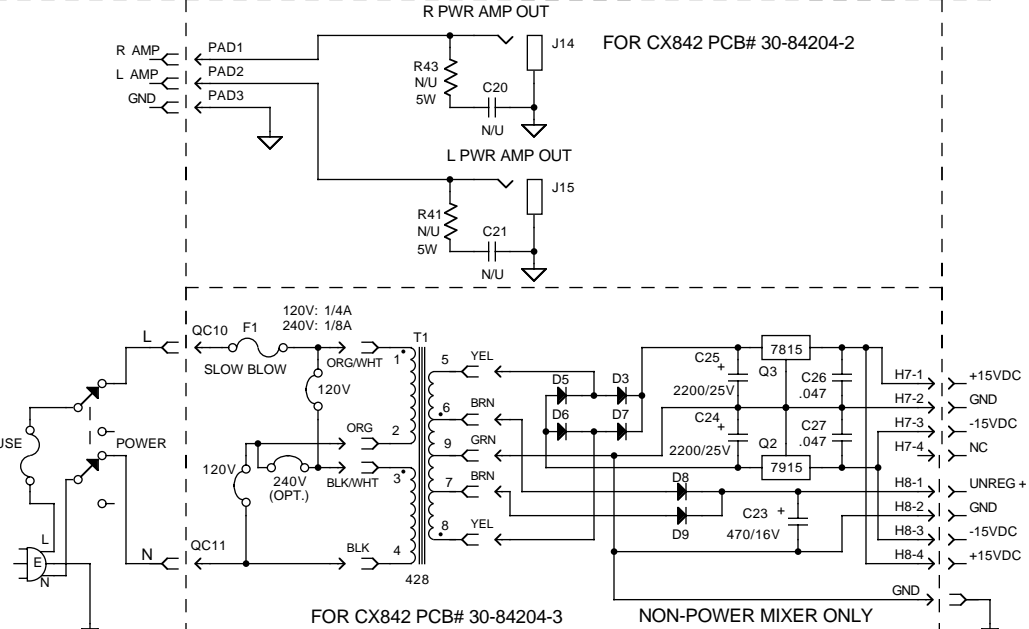 R PWR AMP OUT
R AMP
PAD1
J14
FOR CX842 PCB# 30-84204-2
L AMP
PAD2
R43
N/U
5W
C20
N/U
GND
PAD3
L PWR AMP OUT
J15
R41
N/U
5W
C21
N/U
120V: 1/4A
240V: 1/8A
L
QC10
F1
SLOW BLOW
ORG/WHT
T1
1
5
YEL
120V
ORG
2
6
BRN
9
GRN
120V
240V
(OPT.)
BLK/WHT
3
7
BRN
8
YEL
BLK
4
428
USE
POWER
L
E
N
N
QC11
D5
D3
D6
D7
D8
D9
C25
+
2200/25V
7815
Q3
C26
.047
C24
+
2200/25V
Q2
7915
C27
.047
C23
+
470/16V
H7-1
+15VDC
H7-2
GND
H7-3
-15VDC
H7-4
NC
H8-1
UNREG +
H8-2
GND
H8-3
-15VDC
H8-4
+15VDC
GND
FOR CX842 PCB# 30-84204-3
NON-POWER MIXER ONLY